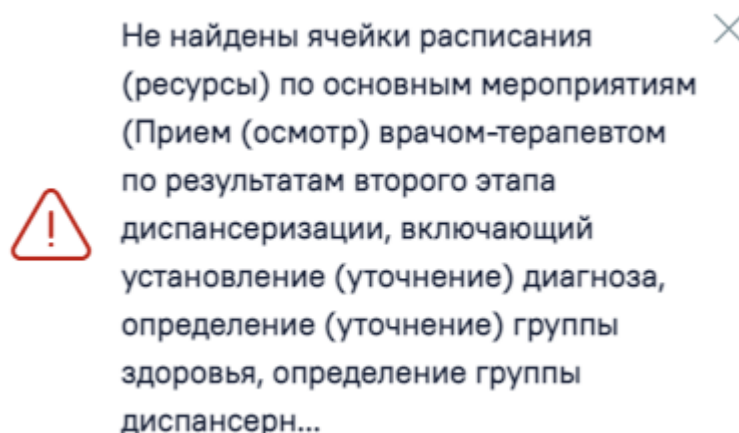 Не найдены ячейки расписания
(ресурсы) по основным мероприятиям
(Прием (осмотр) врачом-терапевтом
по результатам второго этапа
диспансеризации, включающий
установление (уточнение) диагноза,
определение (уточнение) группы
здоровья, определение группы
диспансерн...